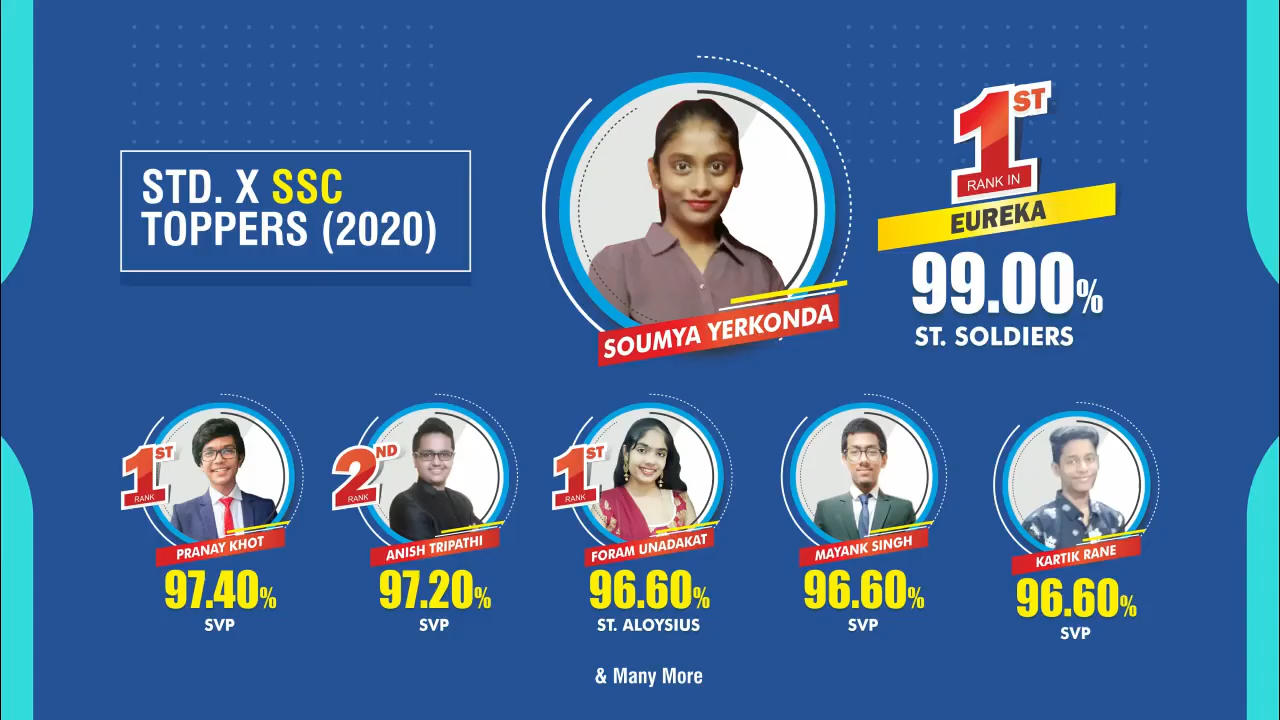 STD. X SSC
TOPPERS (2020)
1ST
RANK IN
EUREKA
99.00%
ST. SOLDIERS
SOUMYA YERKONDA
1ST
RANK
PRANAY KHOT
97.40%
SVP
2ND
RANK
ANISH TRIPATHI
97.20%
SVP
1ST
RANK
FORAM UNADAKAT
96.60%
ST. ALOYSIUS
MAYANK SINGH
96.60%
SVP
KARTIK RANE
96.60%
SVP
& Many More